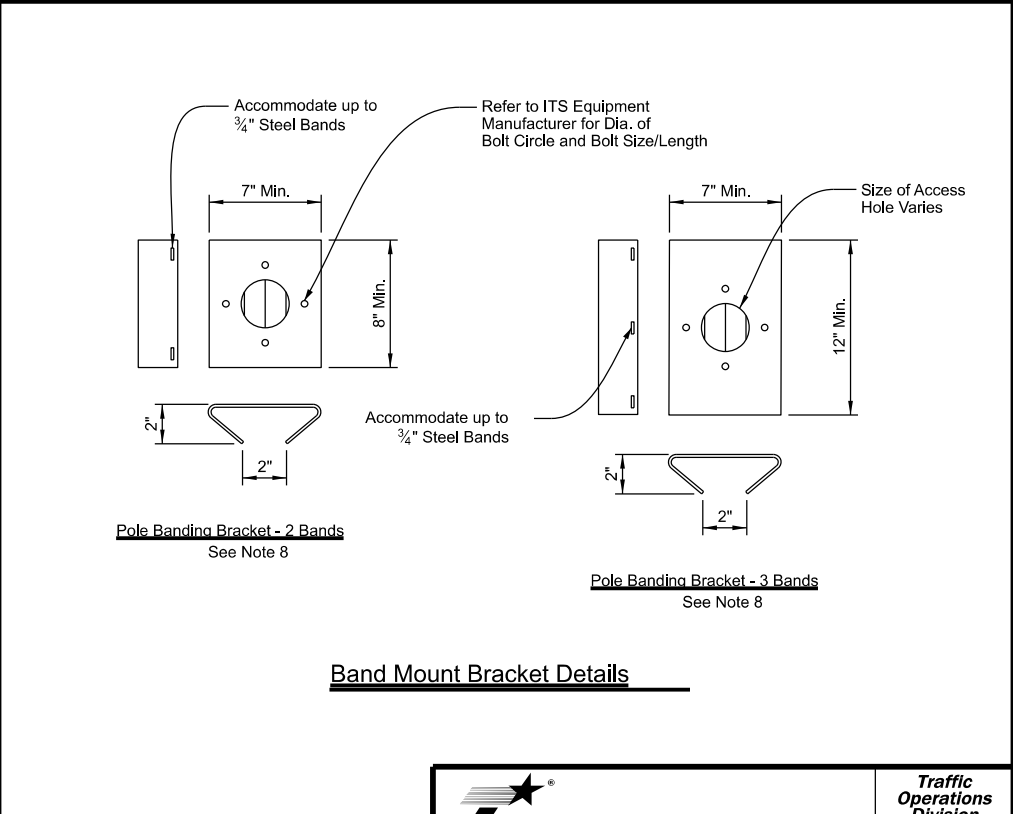 Accommodate up to
¾" Steel Bands
Refer to ITS Equipment
Manufacturer for Dia. of
Bolt Circle and Bolt Size/Length
7" Min.
8" Min.
2"
2"
Pole Banding Bracket - 2 Bands
See Note 8
7" Min.
Size of Access
Hole Varies
12" Min.
Accommodate up to
¾" Steel Bands
2"
2"
Pole Banding Bracket - 3 Bands
See Note 8
Band Mount Bracket Details
®
Traffic
Operations
Division